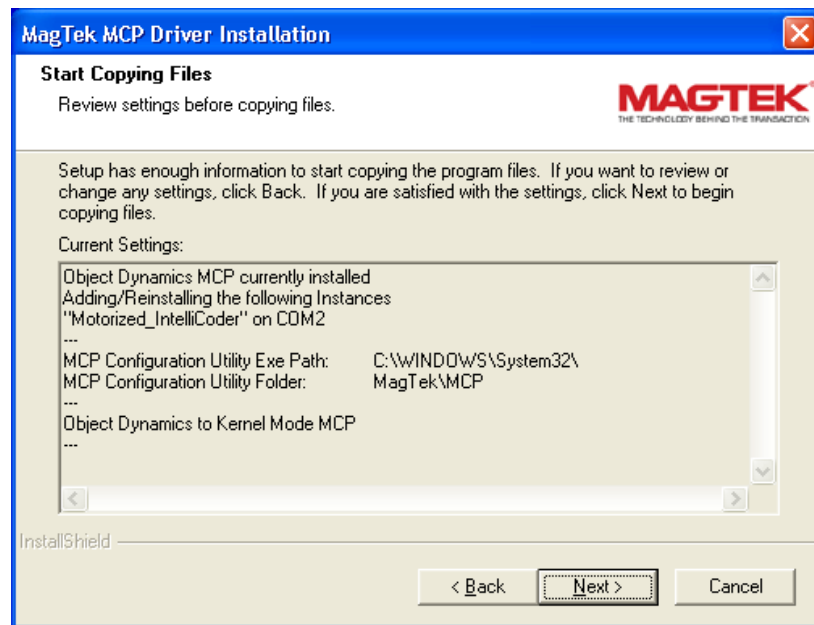 MagTek MCP Driver Installation
Start Copying Files
Review settings before copying files.
MAGTEK
THE TECHNOLOGY BEHIND THE TRANSACTION
Setup has enough information to start copying the program files. If you want to review or
change any settings, click Back. If you are satisfied with the settings, click Next to begin
copying files.
Current Settings:
Object Dynamics MCP currently installed
Adding/Reinstalling the following Instances
"Motorized_IntelliCoder" on COM2
---
MCP Configuration Utility Exe Path: C:\WINDOWS\System32\
MCP Configuration Utility Folder: MagTek\MCP
---
Object Dynamics to Kernel Mode MCP
---
InstallShield
< Back Next > Cancel